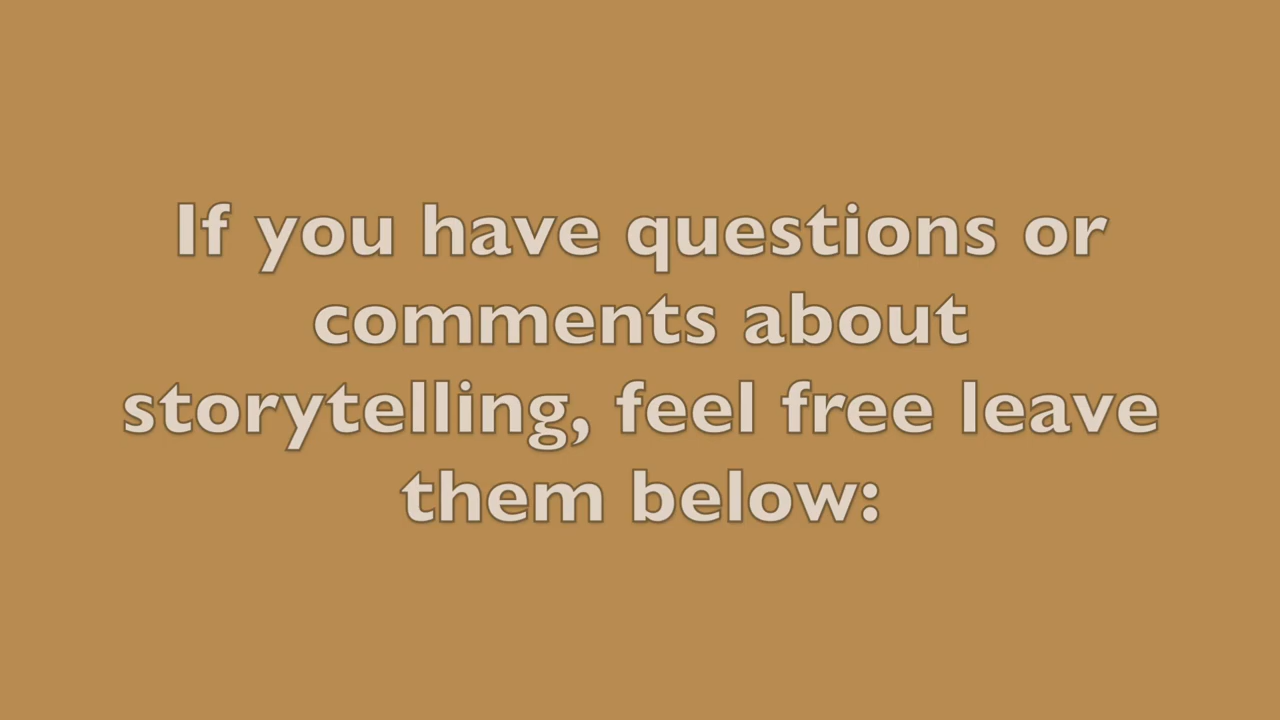 If you have questions or
comments about
storytelling, feel free leave
them below: